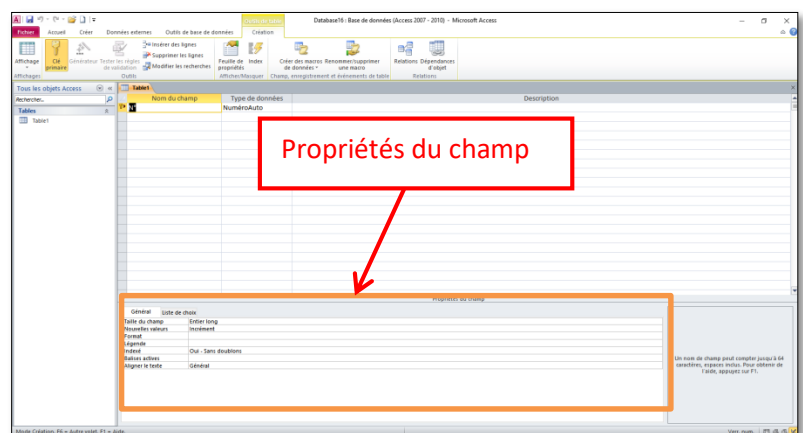 Database16 : Base de données (Access 2007 - 2010) - Microsoft Access
Fichier Accueil Créer Données externes Outils de base de données Création
Affichage
Clé primaire
Générateur
Tester les règles de validation
Insérer des lignes
Supprimer les lignes
Modifier les recherches
Feuille de propriétés
Index
Créer des macros de données
Renommer/supprimer une macro
Relations
Dépendances d'objet
Affichages Outils Afficher/Masquer Champ, enregistrement et événements de table Relations
Tous les objets Access
Table1
Rechercher...
Nom du champ Type de données Description
Tables
N° NuméroAuto
Table1
Propriétés du champ
Propriétés du champ
Général Liste de choix
Taille du champ Entier long
Nouvelles valeurs Incrément
Format
Légende
Indexé Oui - Sans doublons
Balises actives
Aligner le texte Général
Un nom de champ peut compter jusqu'à 64
caractères, espaces inclus. Pour obtenir de
l'aide, appuyez sur F1.
Mode Création. F6 = Autre volet. F1 = Aide. Verr. num.